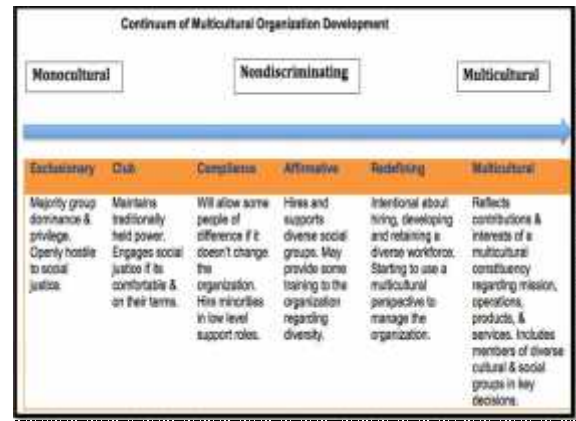 Continuum of Multicultural Organization Development
Monocultural
Nondiscriminating
Multicultural
Exclusionary
Club
Compliance
Affirmative
Redefining
Multicultural
Majority group
dominance &
privilege.
Openly hostile
to social
justice.
Maintains
traditionally
held power.
Engages social
justice if its
comfortable &
on their terms.
Will allow some
people of
difference if it
doesn't change
the
organization.
Hire minorities
in low level
support roles.
Hires and
supports
diverse social
groups. May
provide some
training to the
organization
regarding
diversity.
Intentional about
hiring, developing
and retaining a
diverse workforce.
Starting to use a
multicultural
perspective to
manage the
organization.
Reflects
contributions &
interests of a
multicultural
constituency
regarding mission,
operations,
products, &
services. Includes
members of diverse
cultural & social
groups in key
decisions.